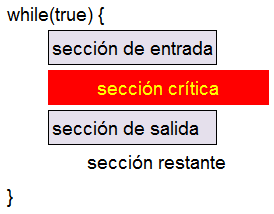 while(true) {
sección de entrada
sección crítica
sección de salida
sección restante
}